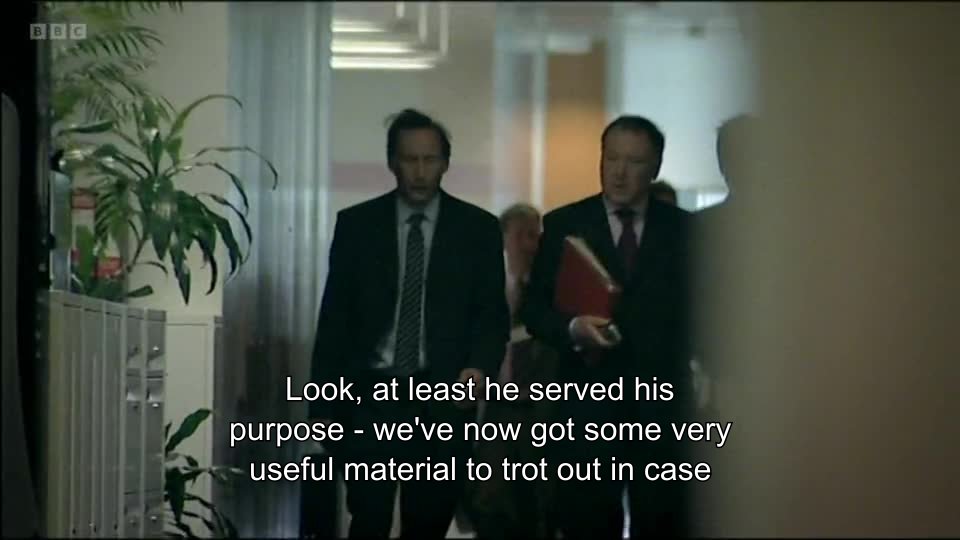 BBC
Look, at least he served his
purpose - we've now got some very
useful material to trot out in case